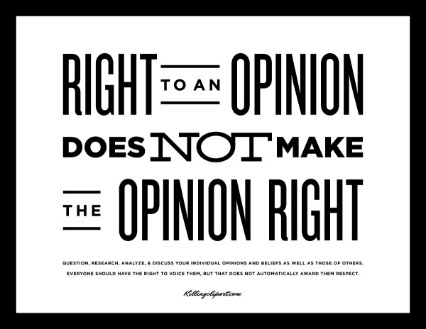 RIGHT TO AN OPINION
DOES NOT MAKE
THE OPINION RIGHT
QUESTION, RESEARCH, ANALYZE, & DISCUSS YOUR INDIVIDUAL OPINIONS AND BELIEFS AS WELL AS THOSE OF OTHERS.
EVERYONE SHOULD HAVE THE RIGHT TO VOICE THEM, BUT THAT DOES NOT AUTOMATICALLY AWARD THEM RESPECT.
Killingclipart.com